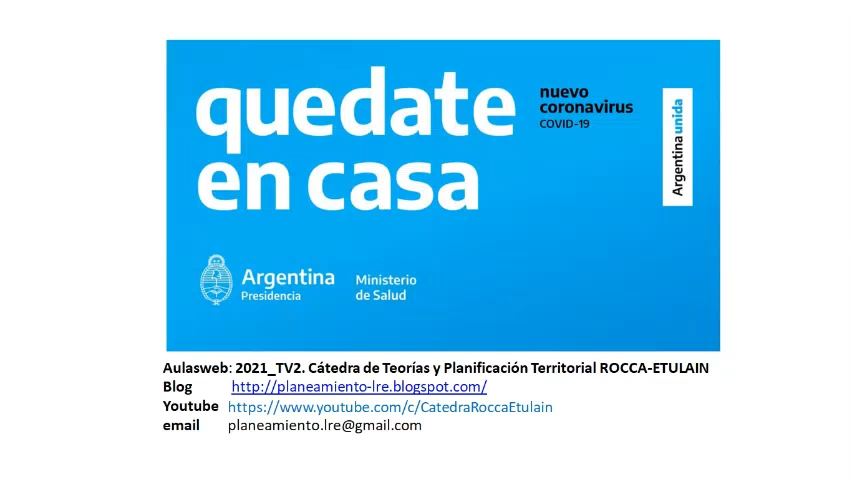 quedate
en casa
nuevo
coronavirus
COVID-19
Argentina unida
Argentina
Presidencia
Ministerio
de Salud
Aulasweb: 2021_TV2. Cátedra de Teorías y Planificación Territorial ROCCA-ETULAIN
Blog http://planeamiento-lre.blogspot.com/
Youtube https://www.youtube.com/c/CatedraRoccaEtulain
email planeamiento.lre@gmail.com